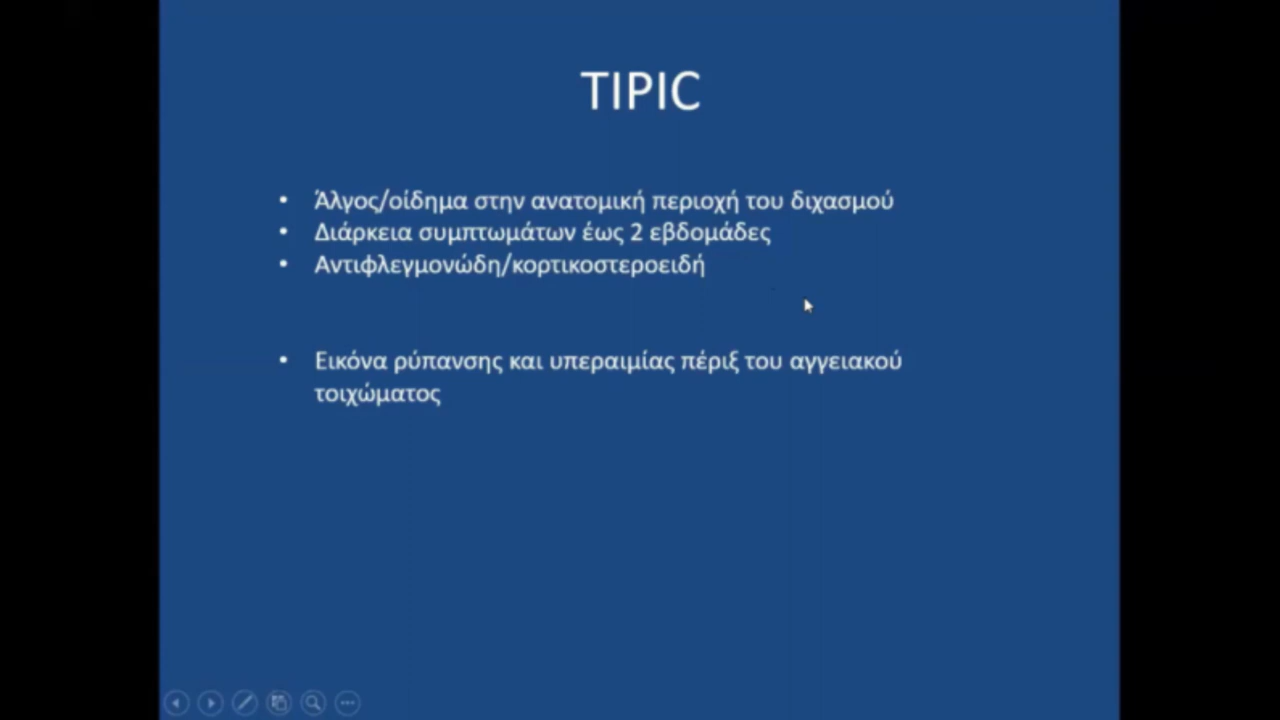 TIPIC
• Άλγος/οίδημα στην ανατομική περιοχή του διχασμού
• Διάρκεια συμπτωμάτων έως 2 εβδομάδες
• Αντιφλεγμονώδη/κορτικοστεροειδή
• Εικόνα ρύπανσης και υπεραιμίας πέριξ του αγγειακού
τοιχώματος